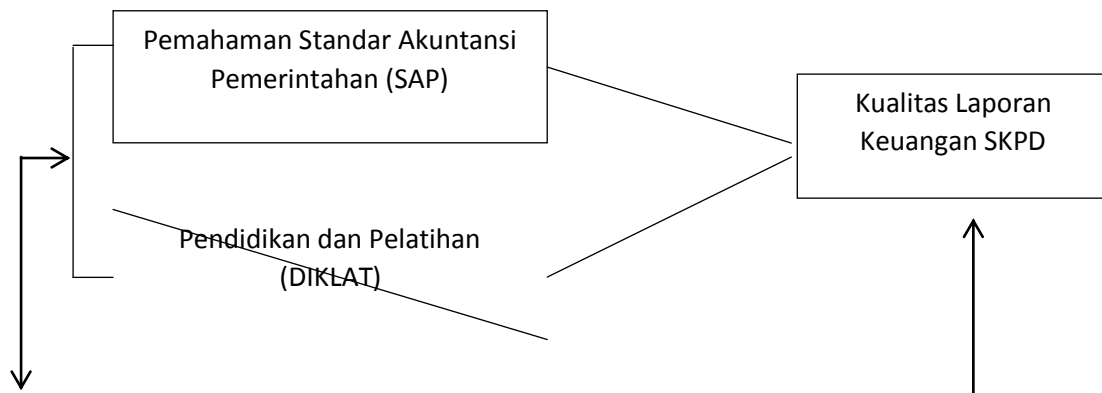 Pemahaman Standar Akuntansi
Pemerintahan (SAP)
Kualitas Laporan
Keuangan SKPD
Pendidikan dan Pelatihan
(DIKLAT)